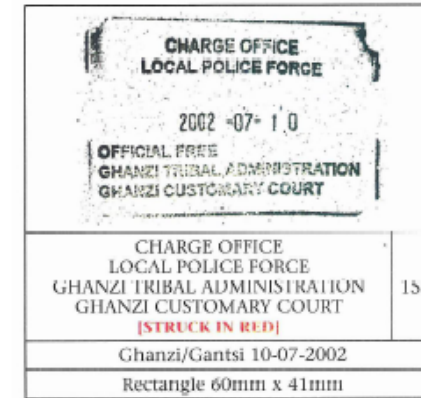 CHARGE OFFICE
LOCAL POLICE FORCE
2002 -07- 1 0
OFFICIAL FREE
GHANZI TRIBAL ADMINISTRATION
GHANZI CUSTOMARY COURT
CHARGE OFFICE
LOCAL POLICE FORCE
GHANZI TRIBAL ADMINISTRATION
GHANZI CUSTOMARY COURT
[STRUCK IN RED]
15
Ghanzi/Gantsi 10-07-2002
Rectangle 60mm x 41mm